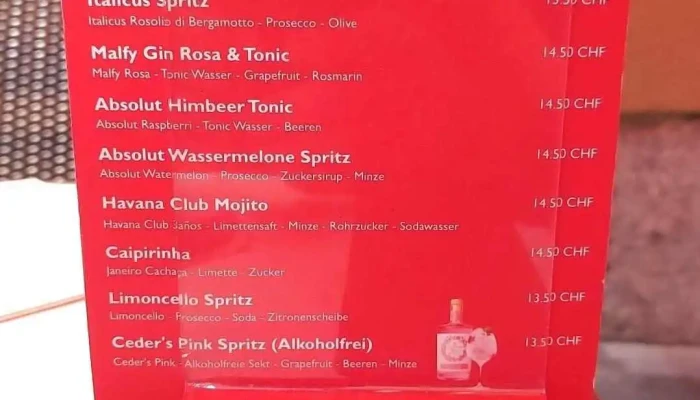 Italicus Spritz 13.50 CHF
Italicus Rosolio di Bergamotto - Prosecco - Olive
Malfy Gin Rosa & Tonic 14.50 CHF
Malfy Rosa - Tonic Wasser - Grapefruit - Rosmarin
Absolut Himbeer Tonic 14.50 CHF
Absolut Raspberri - Tonic Wasser - Beeren
Absolut Wassermelone Spritz 14.50 CHF
Absolut Watermelon - Prosecco - Zuckersirup - Minze
Havana Club Mojito 14.50 CHF
Havana Club 3años - Limettensaft - Minze - Rohrzucker - Sodawasser
Caipirinha 14.50 CHF
Janeiro Cachaça - Limette - Zucker
Limoncello Spritz 13.50 CHF
Limoncello - Prosecco - Soda - Zitronenscheibe
Ceder's Pink Spritz (Alkoholfrei) 13.50 CHF
Ceder's Pink - Alkoholfreie Sekt - Grapefruit - Beeren - Minze